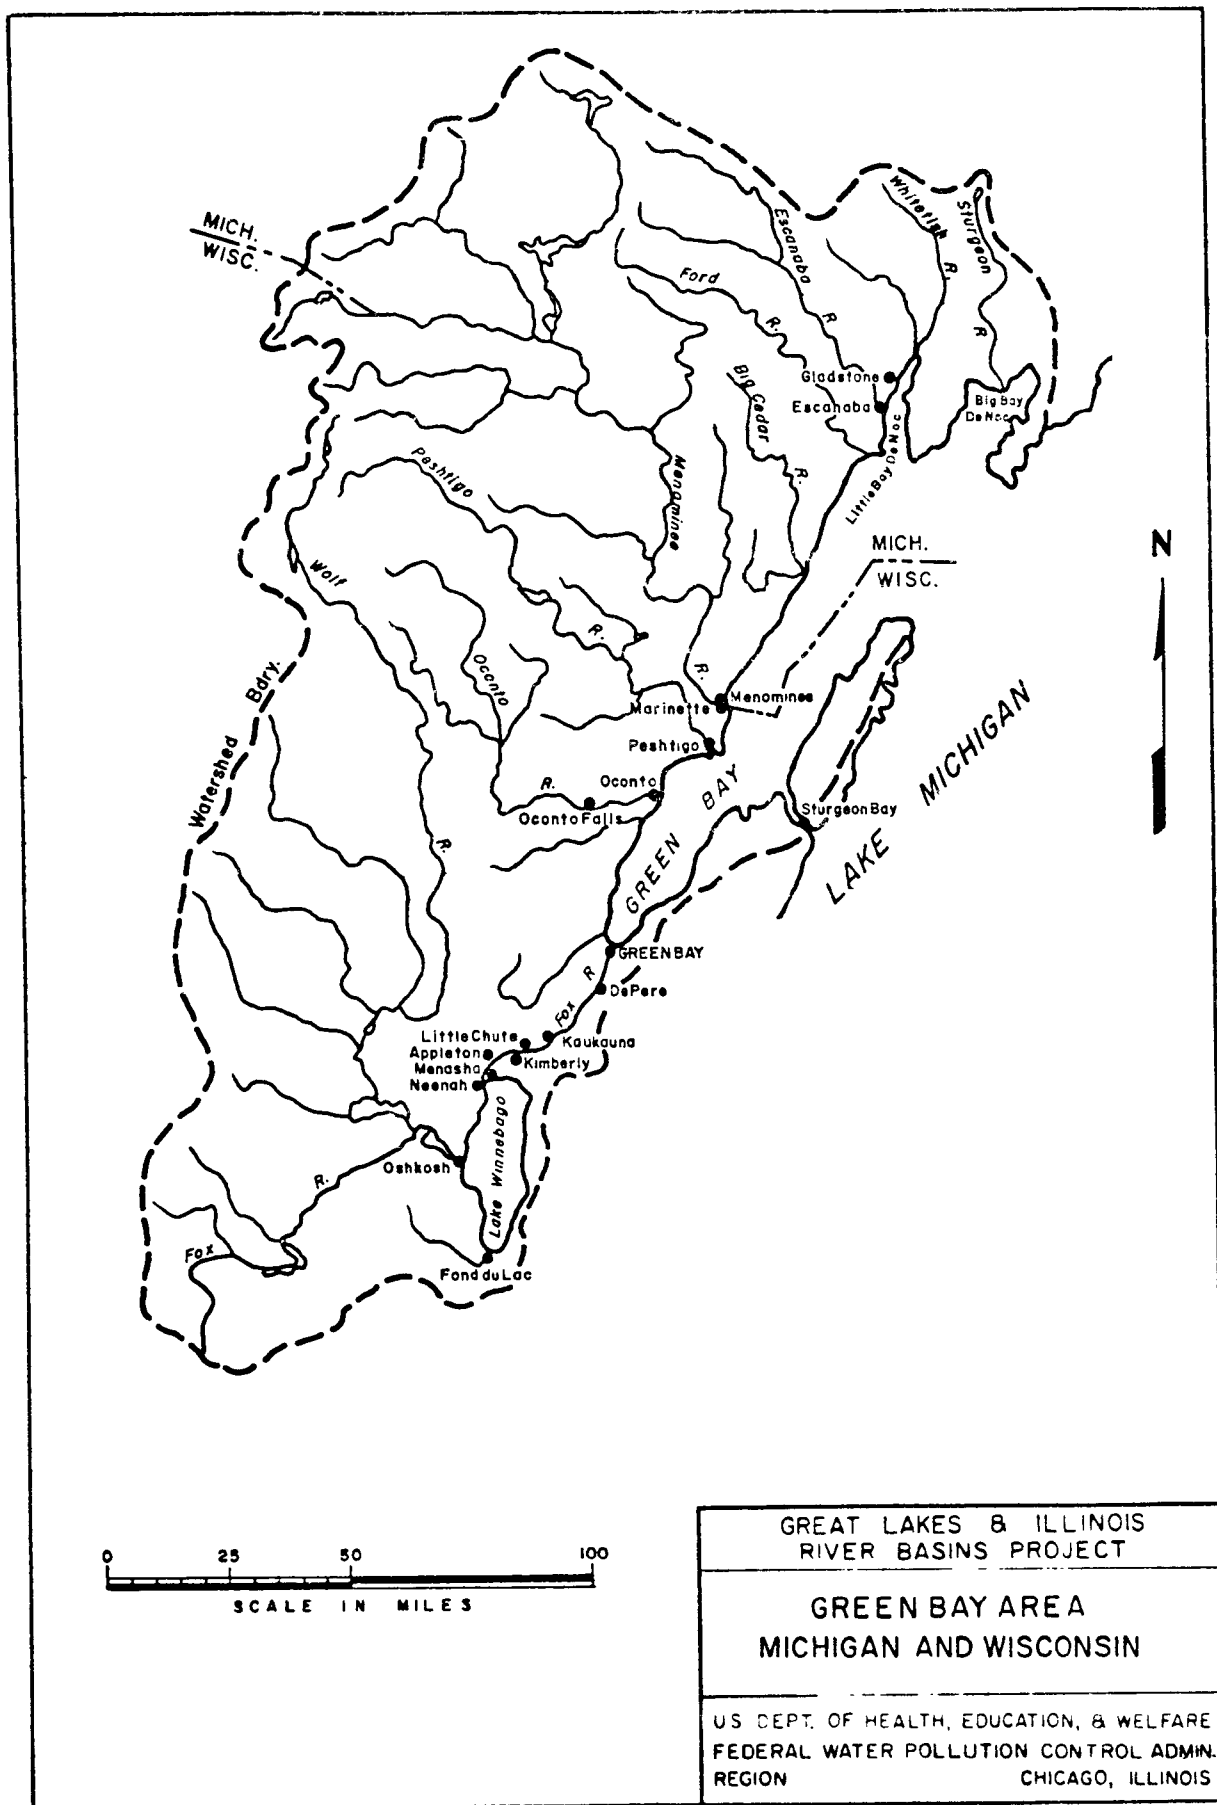 MICH.
WISC.
Whitefish
R.
Sturgeon
R
Escanaba
R
Ford
R.
Gladstone
Escanaba
Big Bay
De Noc
Little Bay De Noc
Big Cedar
R.
Menominee
R.
Peshtigo
R.
Wolf
R.
Oconto
R.
MICH.
WISC.
N
Watershed Bdry.
Menominee
Marinette
Peshtigo
Oconto
Oconto Falls
Sturgeon Bay
GREEN BAY
LAKE MICHIGAN
GREEN BAY
De Pere
Fox R
Little Chute
Kaukauna
Appleton
Kimberly
Menasha
Neenah
Lake Winnebago
Oshkosh
R.
Fox
Fond du Lac
0 25 50 100
SCALE IN MILES
GREAT LAKES & ILLINOIS
RIVER BASINS PROJECT
GREEN BAY AREA
MICHIGAN AND WISCONSIN
US DEPT. OF HEALTH, EDUCATION, & WELFARE
FEDERAL WATER POLLUTION CONTROL ADMIN.
REGION CHICAGO, ILLINOIS